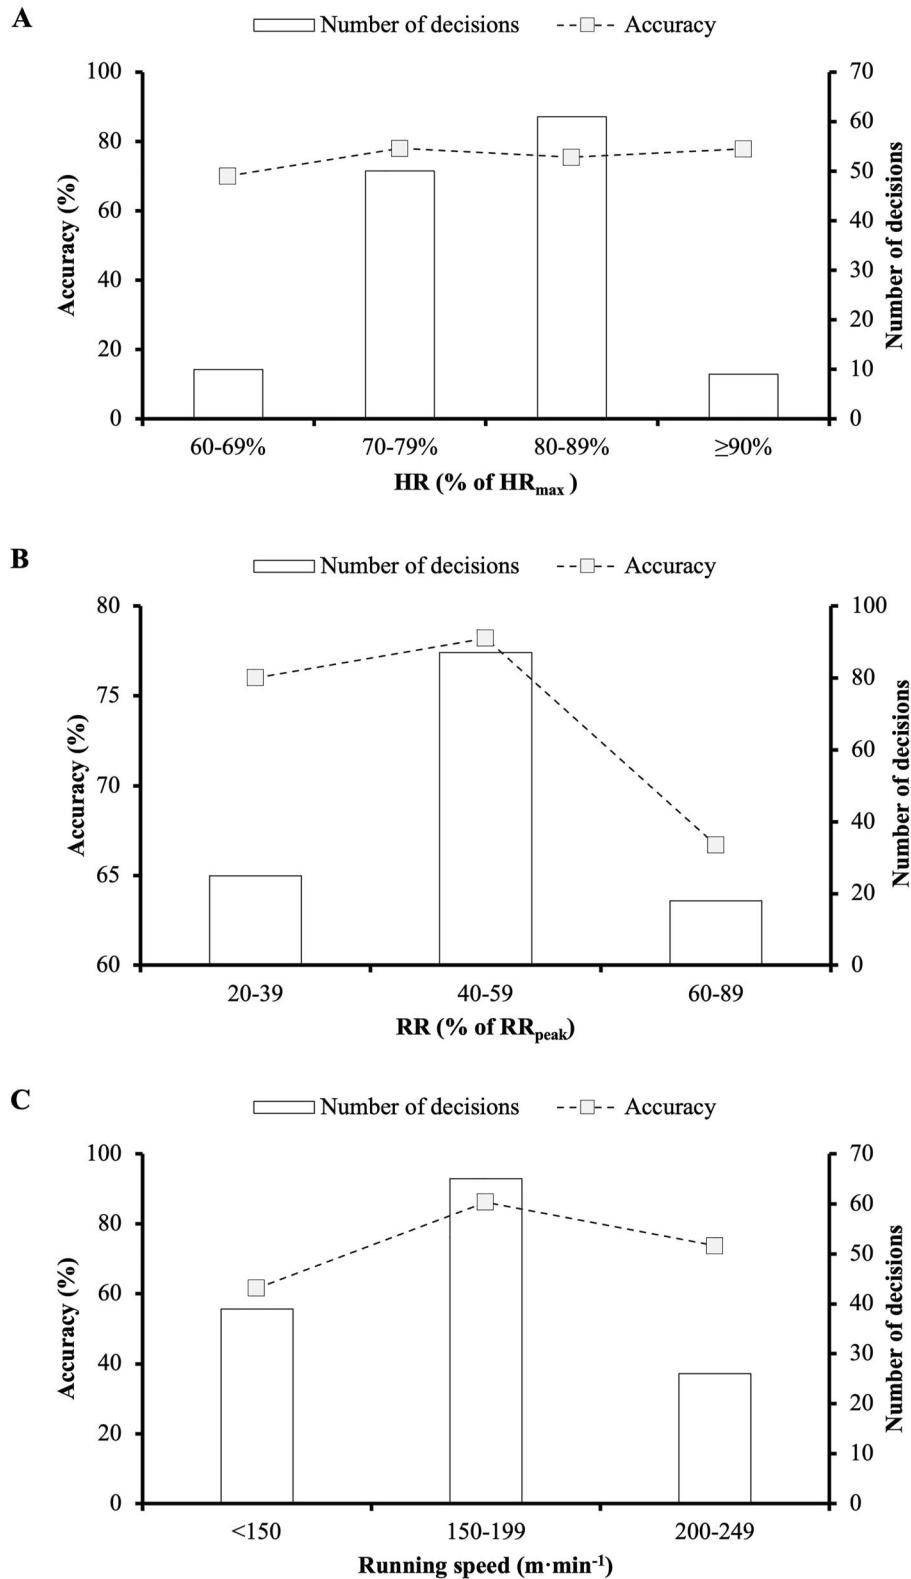 A
Number of decisions Accuracy
100 70
80 60
60 50
40 40
20 30
0 20
10
0
Accuracy (%)
Number of decisions
60-69% 70-79% 80-89% ≥90%
HR (% of HRmax )
B
Number of decisions Accuracy
80 100
75 80
70 60
65 40
60 20
0
Accuracy (%)
Number of decisions
20-39 40-59 60-89
RR (% of RRpeak)
C
Number of decisions Accuracy
100 70
80 60
60 50
40 40
20 30
0 20
10
0
Accuracy (%)
Number of decisions
<150 150-199 200-249
Running speed (m·min-1)